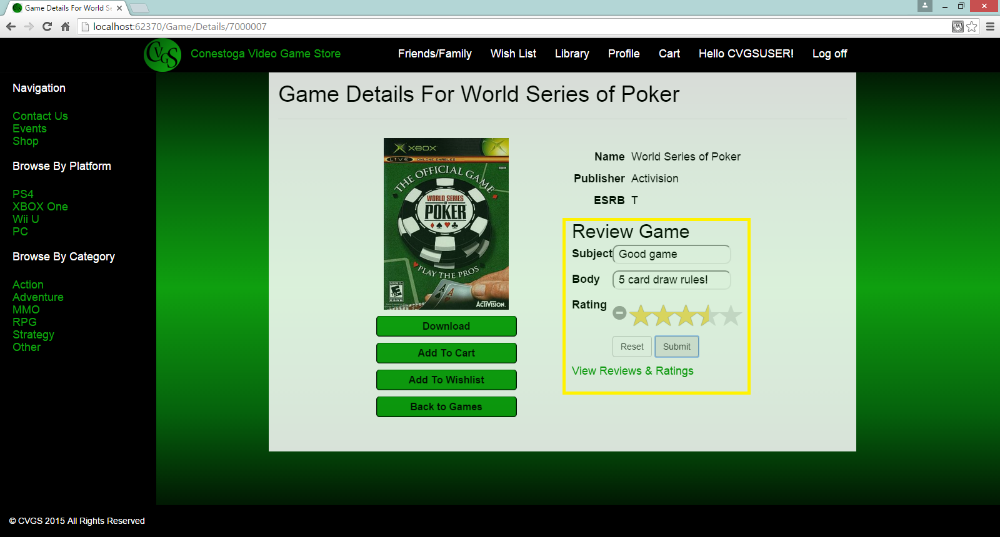 Game Details For World Se
localhost:62370/Game/Details/7000007
CVGS
Conestoga Video Game Store
Friends/Family
Wish List
Library
Profile
Cart
Hello CVGSUSER!
Log off
Navigation
Contact Us
Events
Shop
Browse By Platform
PS4
XBOX One
Wii U
PC
Browse By Category
Action
Adventure
MMO
RPG
Strategy
Other
Game Details For World Series of Poker
XBOX
LIVE ONLINE ENABLED
THE OFFICIAL GAME
WORLD SERIES
OF
POKER
PLAY THE PROS
E
ESRB
ACTIVISION
Download
Add To Cart
Add To Wishlist
Back to Games
Name World Series of Poker
Publisher Activision
ESRB T
Review Game
Subject Good game
Body 5 card draw rules!
Rating
Reset Submit
View Reviews & Ratings
© CVGS 2015 All Rights Reserved